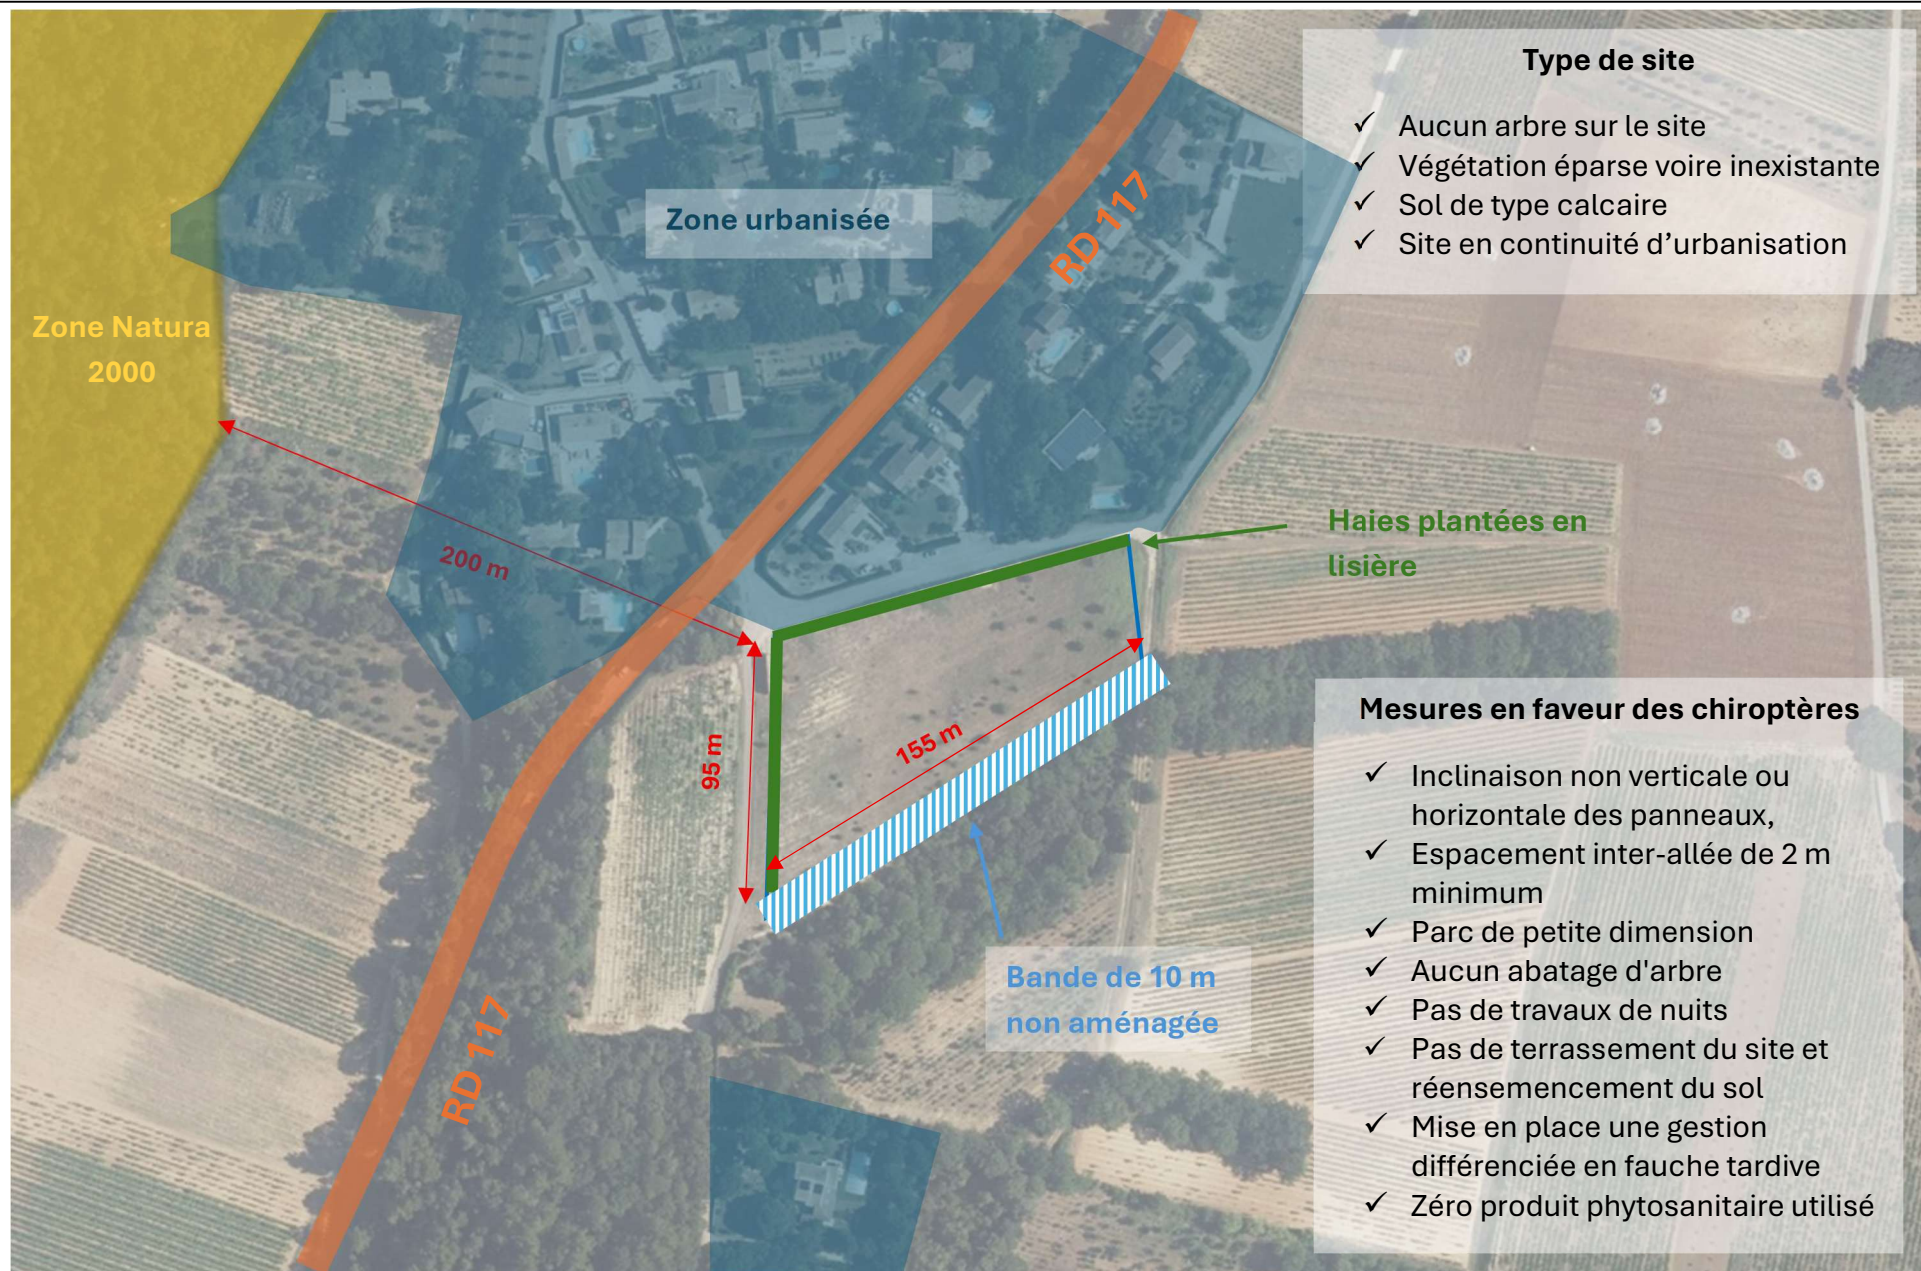 Type de site
✓ Aucun arbre sur le site
✓ Végétation éparse voire inexistante
✓ Sol de type calcaire
✓ Site en continuité d'urbanisation
Zone urbanisée
RD 117
Zone Natura
2000
200 m
Haies plantées en
lisière
95 m
155 m
Bande de 10 m
non aménagée
RD 117
Mesures en faveur des chiroptères
✓ Inclinaison non verticale ou
horizontale des panneaux,
✓ Espacement inter-allée de 2 m
minimum
✓ Parc de petite dimension
✓ Aucun abatage d'arbre
✓ Pas de travaux de nuits
✓ Pas de terrassement du site et
réensemencement du sol
✓ Mise en place une gestion
différenciée en fauche tardive
✓ Zéro produit phytosanitaire utilisé